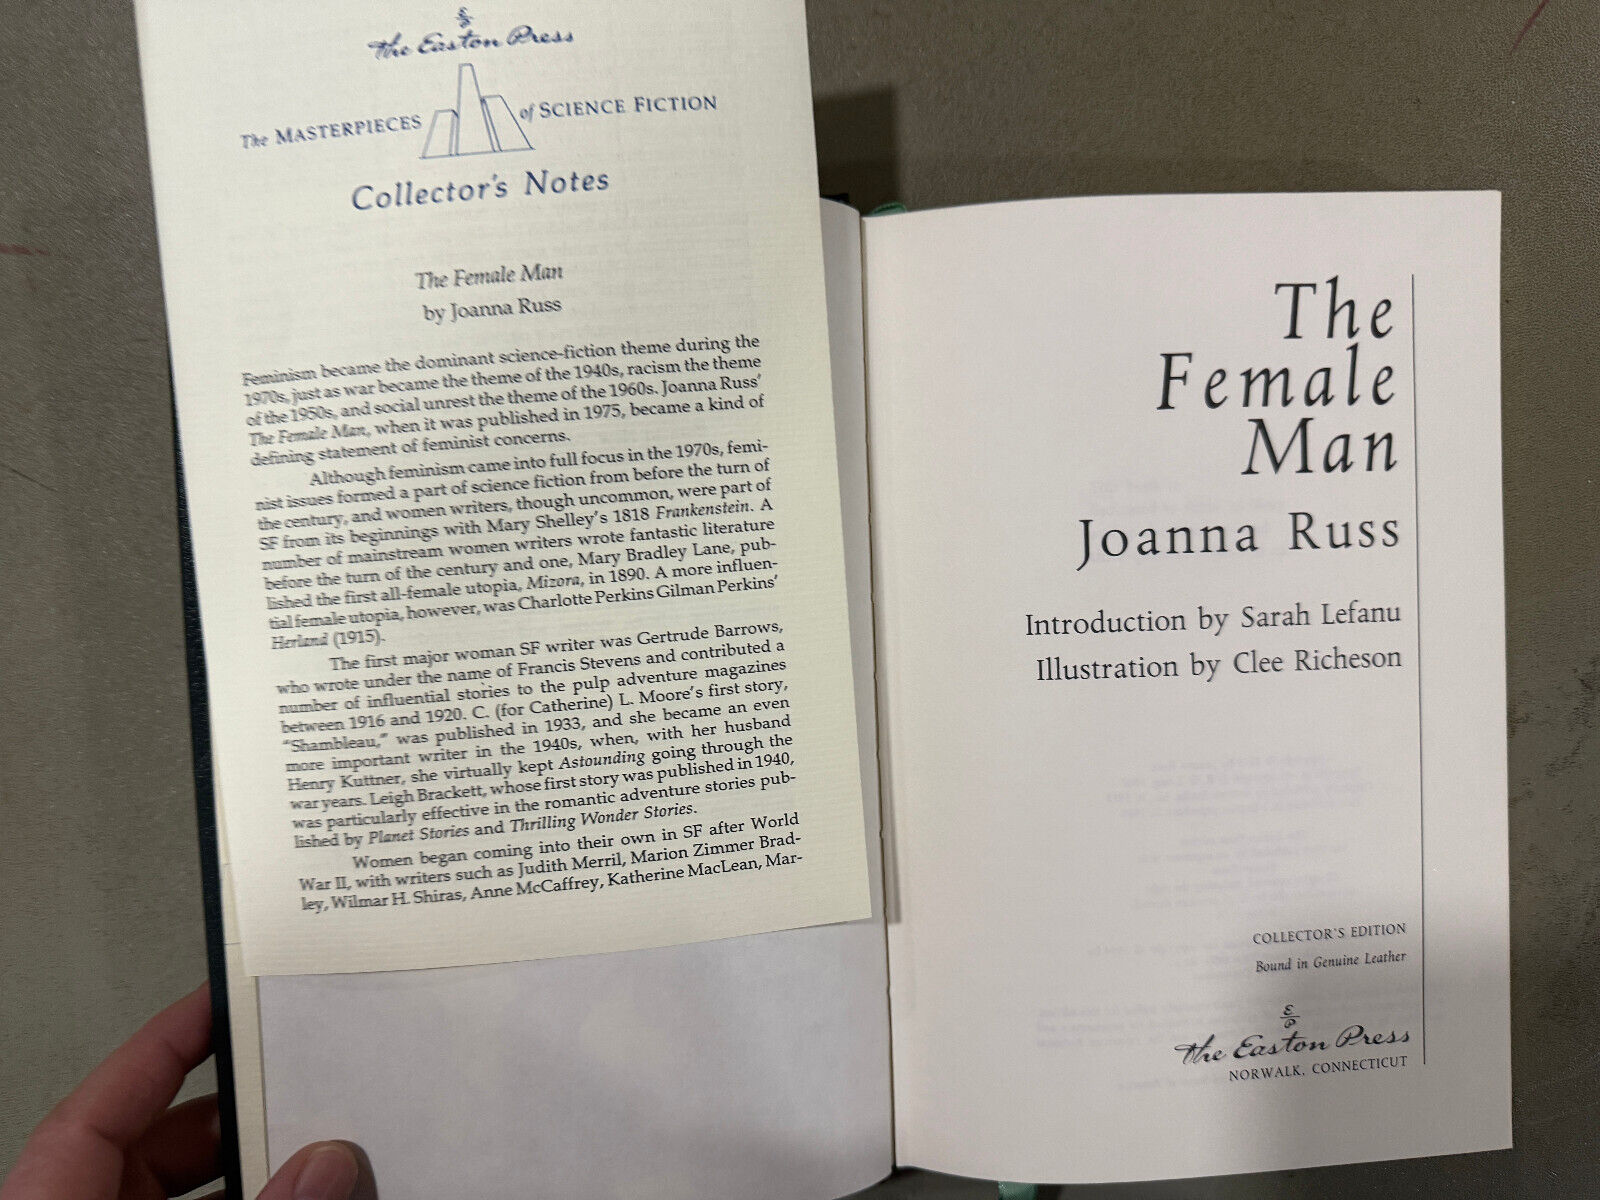 The Easton Press
The MASTERPIECES of SCIENCE FICTION
Collector's Notes
The Female Man
by Joanna Russ
Feminism became the dominant science-fiction theme during the
1970s, just as war became the theme of the 1940s, racism the theme
of the 1950s, and social unrest the theme of the 1960s. Joanna Russ'
The Female Man, when it was published in 1975, became a kind of
defining statement of feminist concerns.
Although feminism came into full focus in the 1970s, femi-
nist issues formed a part of science fiction from before the turn of
the century, and women writers, though uncommon, were part of
SF from its beginnings with Mary Shelley's 1818 Frankenstein. A
number of mainstream women writers wrote fantastic literature
before the turn of the century and one, Mary Bradley Lane, pub-
lished the first all-female utopia, Mizora, in 1890. A more influen-
tial female utopia, however, was Charlotte Perkins Gilman Perkins'
Herland (1915).
The first major woman SF writer was Gertrude Barrows,
who wrote under the name of Francis Stevens and contributed a
number of influential stories to the pulp adventure magazines
between 1916 and 1920. C. (for Catherine) L. Moore's first story,
"Shambleau," was published in 1933, and she became an even
more important writer in the 1940s, when, with her husband
Henry Kuttner, she virtually kept Astounding going through the
war years. Leigh Brackett, whose first story was published in 1940,
was particularly effective in the romantic adventure stories pub-
lished by Planet Stories and Thrilling Wonder Stories.
Women began coming into their own in SF after World
War II, with writers such as Judith Merril, Marion Zimmer Brad-
ley, Wilmar H. Shiras, Anne McCaffrey, Katherine MacLean, Mar-
The
Female
Man
Joanna Russ
Introduction by Sarah Lefanu
Illustration by Clee Richeson
COLLECTOR'S EDITION
Bound in Genuine Leather
E/P
The Easton Press
NORWALK, CONNECTICUT